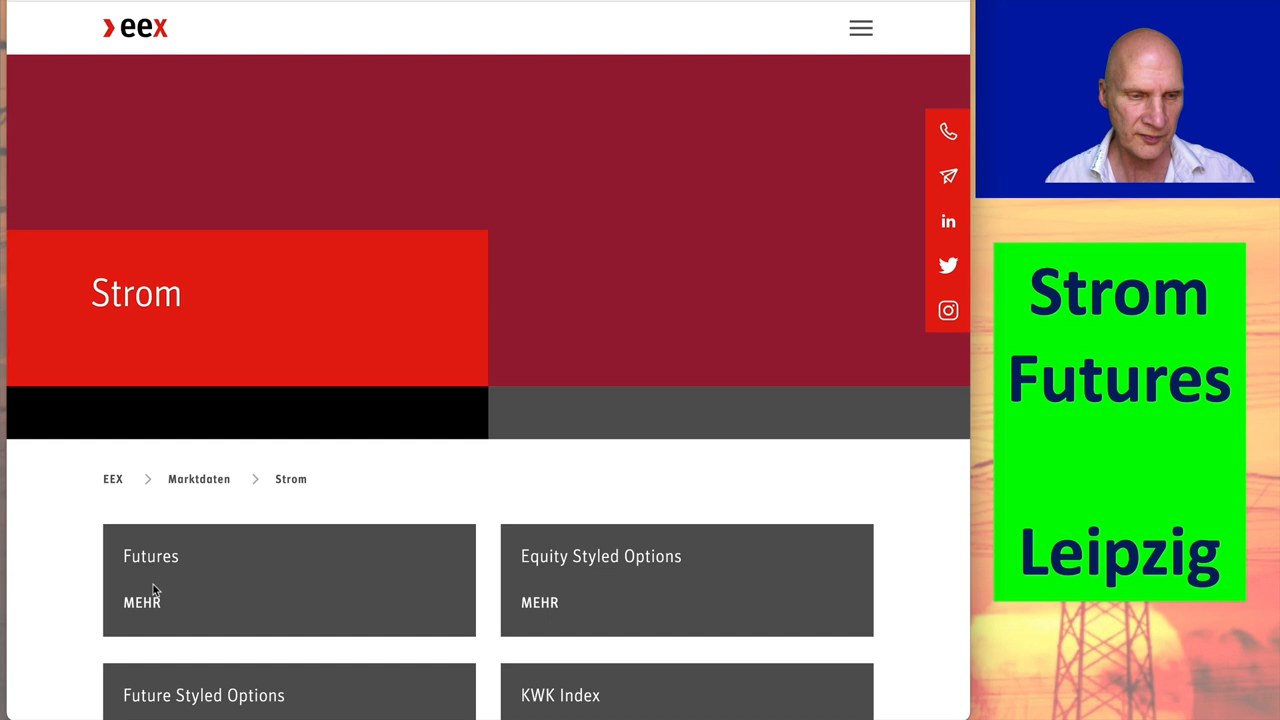 eex
Strom
in
EEX
Marktdaten
Strom
Futures
MEHR
Equity Styled Options
MEHR
Future Styled Options
KWK Index
Strom
Futures
Leipzig